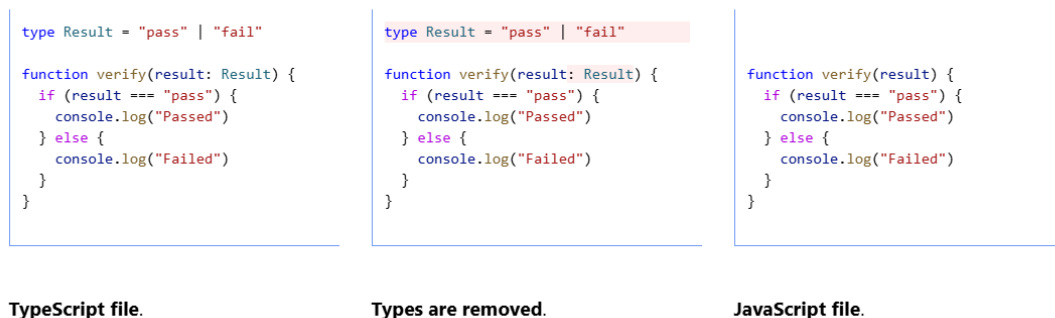 type Result = "pass" | "fail"

function verify(result: Result) {
  if (result === "pass") {
    console.log("Passed")
  } else {
    console.log("Failed")
  }
}

TypeScript file.

type Result = "pass" | "fail"

function verify(result: Result) {
  if (result === "pass") {
    console.log("Passed")
  } else {
    console.log("Failed")
  }
}

Types are removed.

function verify(result) {
  if (result === "pass") {
    console.log("Passed")
  } else {
    console.log("Failed")
  }
}

JavaScript file.